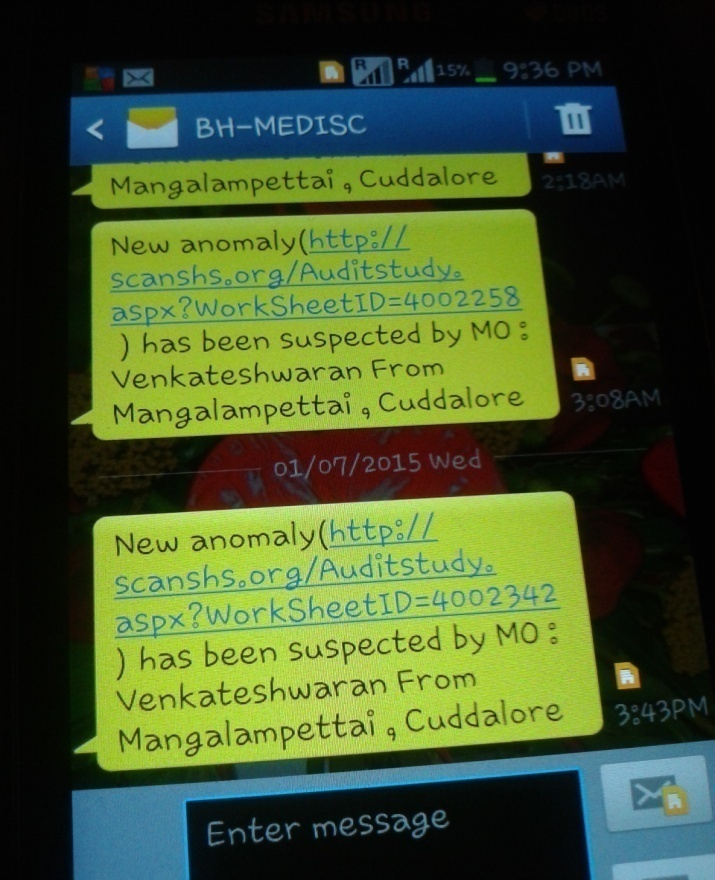 SAMSUNG
R R 15% 9:36 PM
< BH-MEDISC
Mangalampettai , Cuddalore
2:18AM
New anomaly(http://
scanshs.org/Auditstudy.
aspx?WorkSheetID=4002258
) has been suspected by MO :
Venkateshwaran From
Mangalampettai , Cuddalore
3:08AM
01/07/2015 Wed
New anomaly(http://
scanshs.org/Auditstudy.
aspx?WorkSheetID=4002342
) has been suspected by MO :
Venkateshwaran From
Mangalampettai , Cuddalore
3:43PM
Enter message